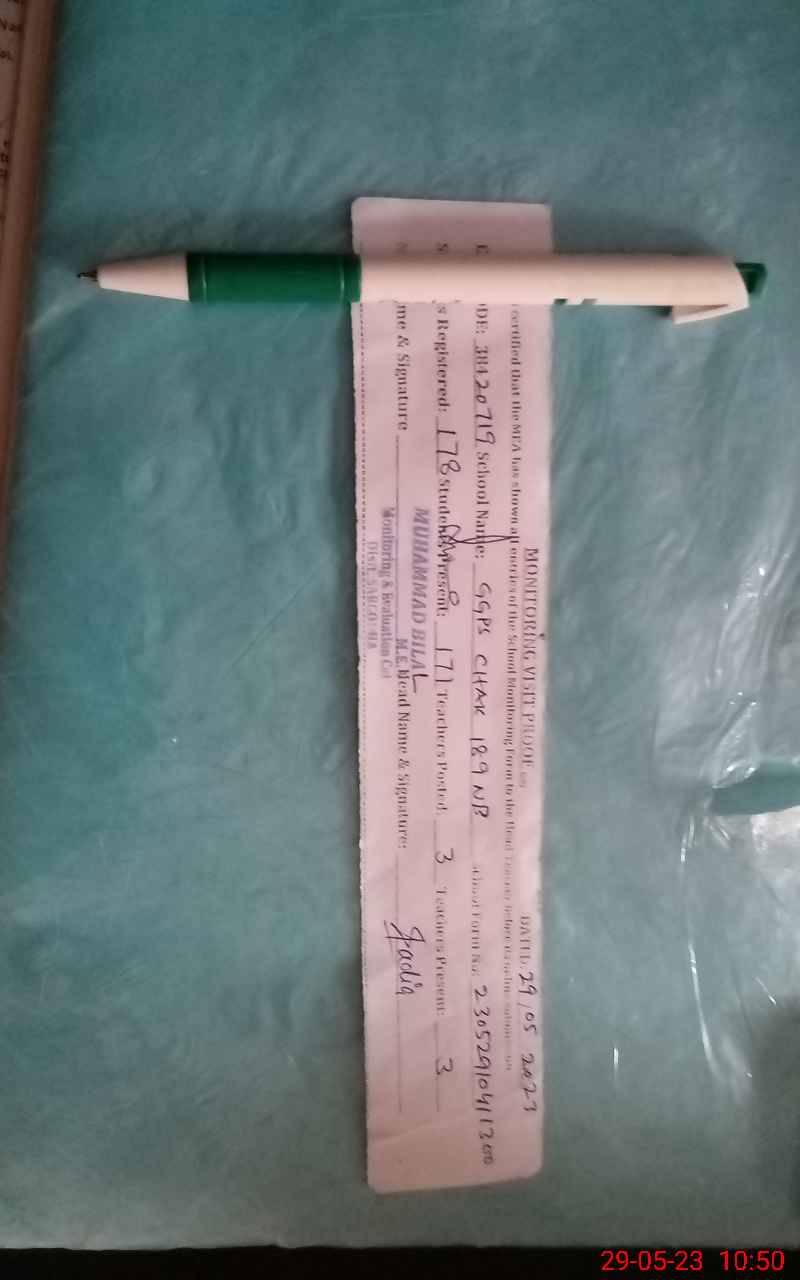 MONITORING VISIT PROOF DATED: 29/05 2023
certified that the MEA has shown all entries of the School Monitoring Form to the Head Teacher before its online submission
DE: 38420719 School Name: GGPS CHAK 189 NB School Form No: 230529104113
s Registered: 178 Students Present: 171 Teachers Posted: 3 Teachers Present: 3
me & Signature Head Name & Signature: Sadia
MUHAMMAD BILAL
M.E.
Monitoring & Evaluation Cel
Distt. SARGODHA
29-05-23 10:50